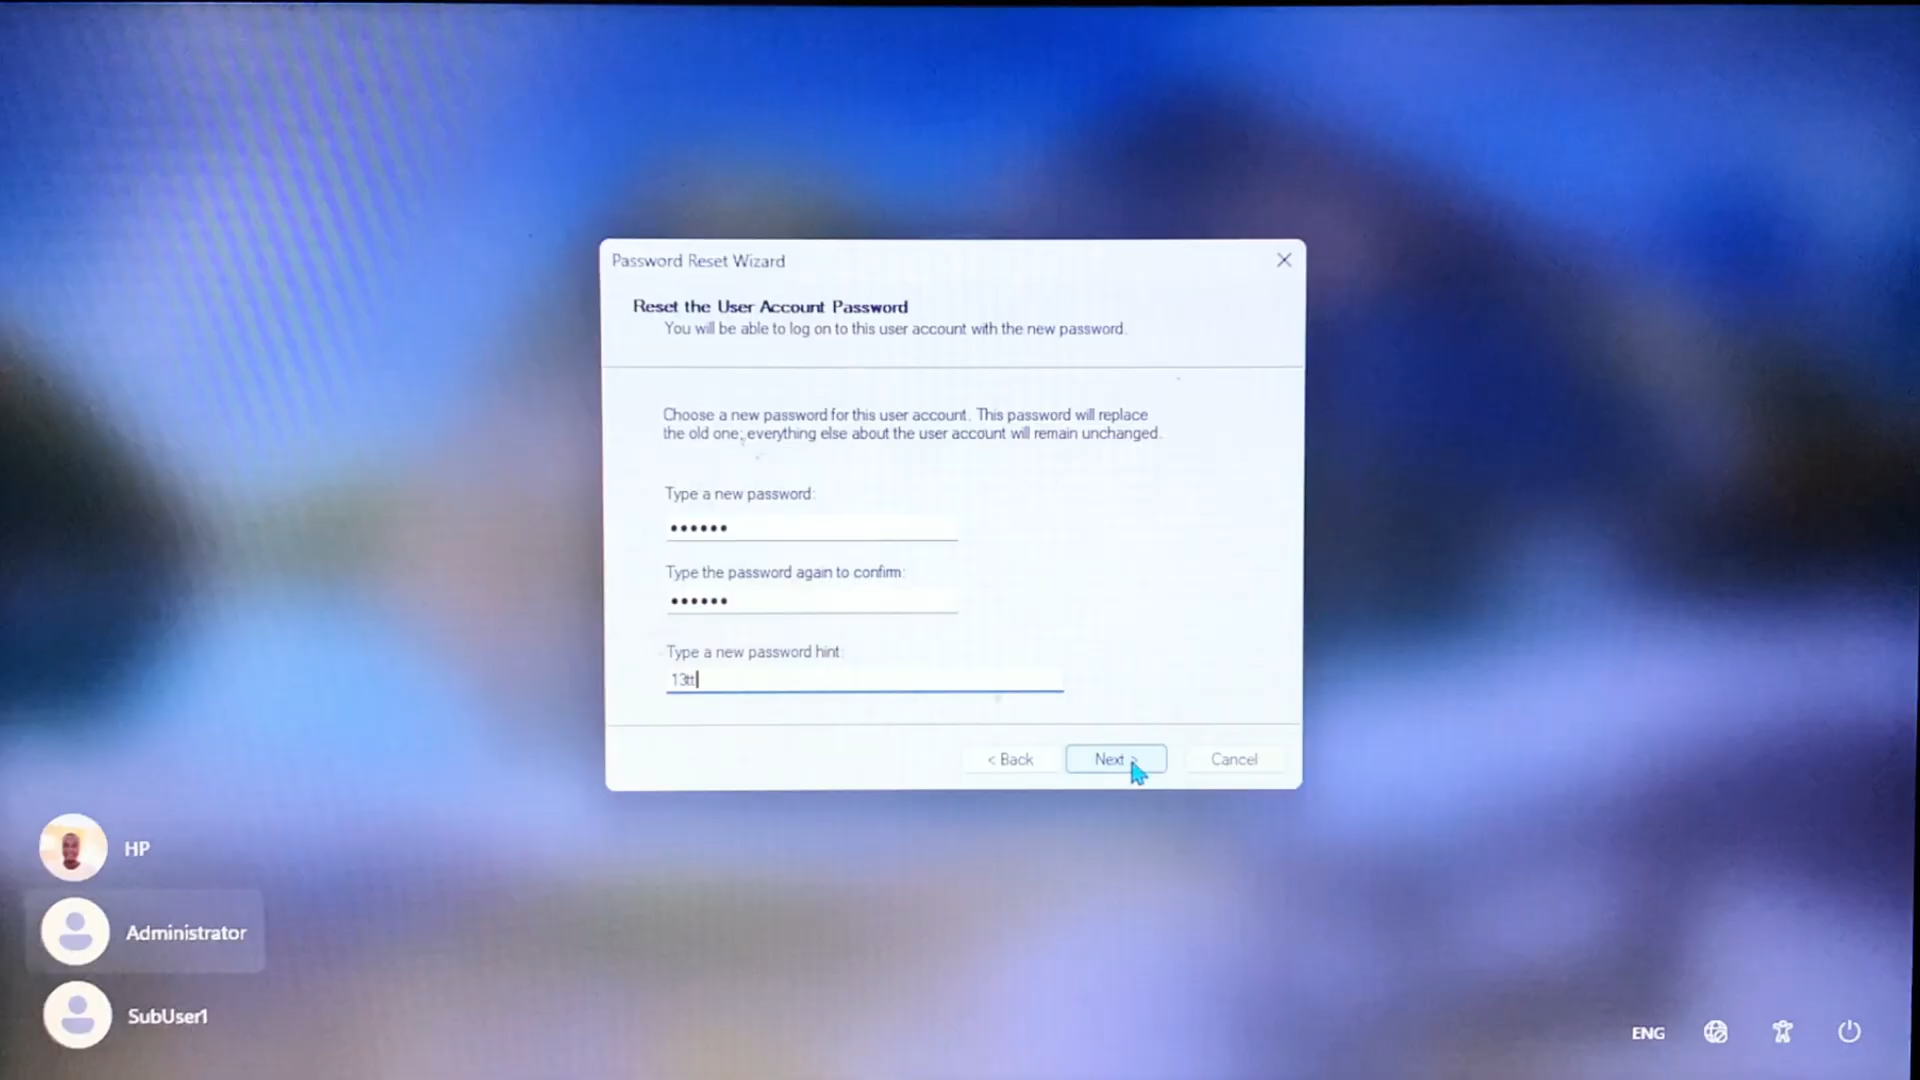 Password Reset Wizard
Reset the User Account Password
You will be able to log on to this user account with the new password.
Choose a new password for this user account. This password will replace
the old one; everything else about the user account will remain unchanged.
Type a new password:
••••••
Type the password again to confirm:
••••••
Type a new password hint:
13tt
< Back
Next >
Cancel
HP
Administrator
SubUser1
ENG